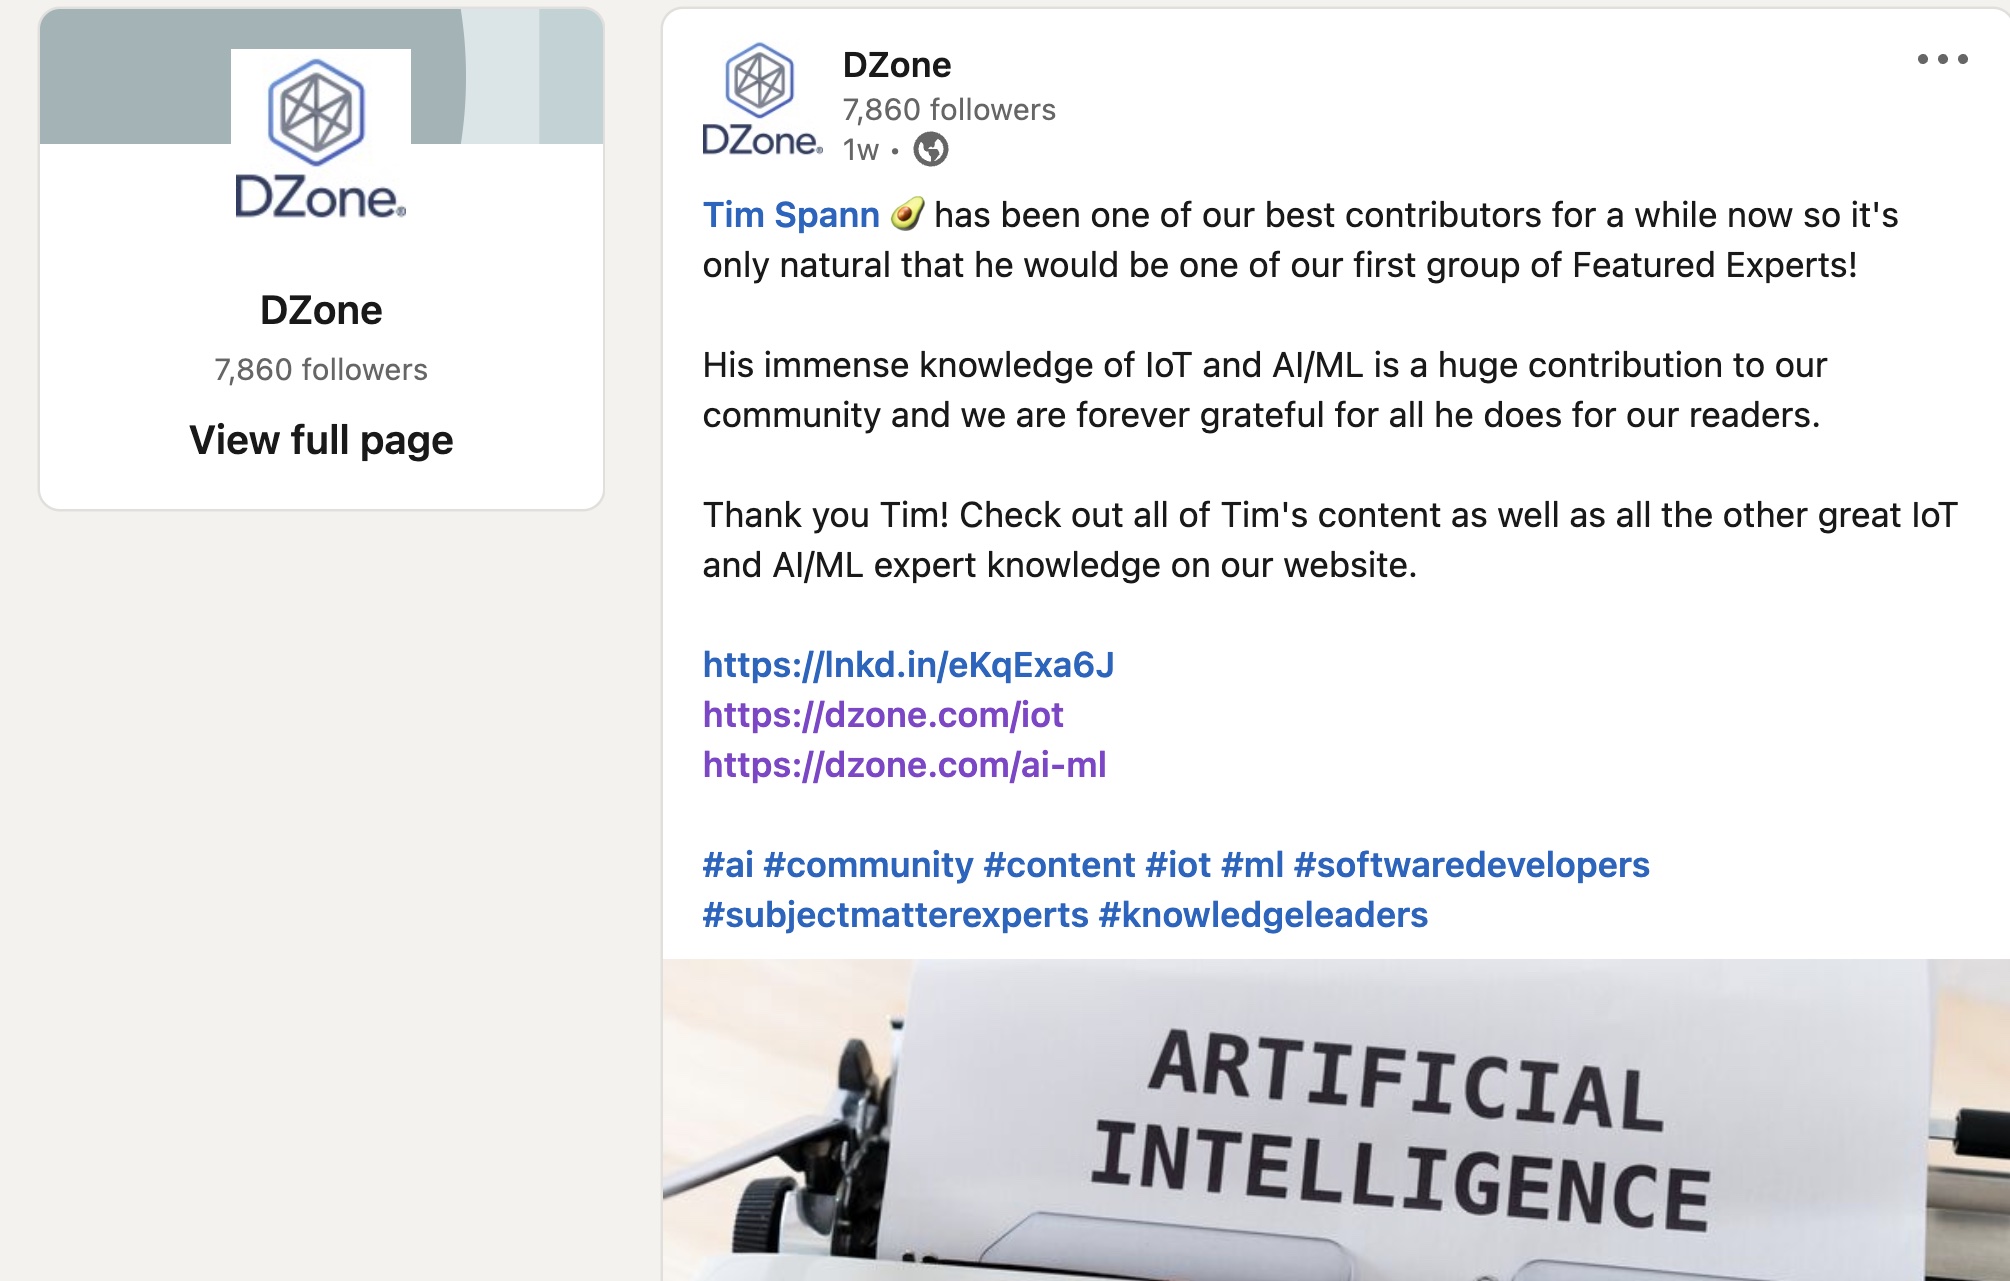 DZone®
DZone
7,860 followers
View full page
DZone®
DZone
7,860 followers
1w •
Tim Spann 🥑 has been one of our best contributors for a while now so it's
only natural that he would be one of our first group of Featured Experts!
His immense knowledge of IoT and AI/ML is a huge contribution to our
community and we are forever grateful for all he does for our readers.
Thank you Tim! Check out all of Tim's content as well as all the other great IoT
and AI/ML expert knowledge on our website.
https://lnkd.in/eKqExa6J
https://dzone.com/iot
https://dzone.com/ai-ml
#ai #community #content #iot #ml #softwaredevelopers
#subjectmatterexperts #knowledgeleaders
ARTIFICIAL
INTELLIGENCE